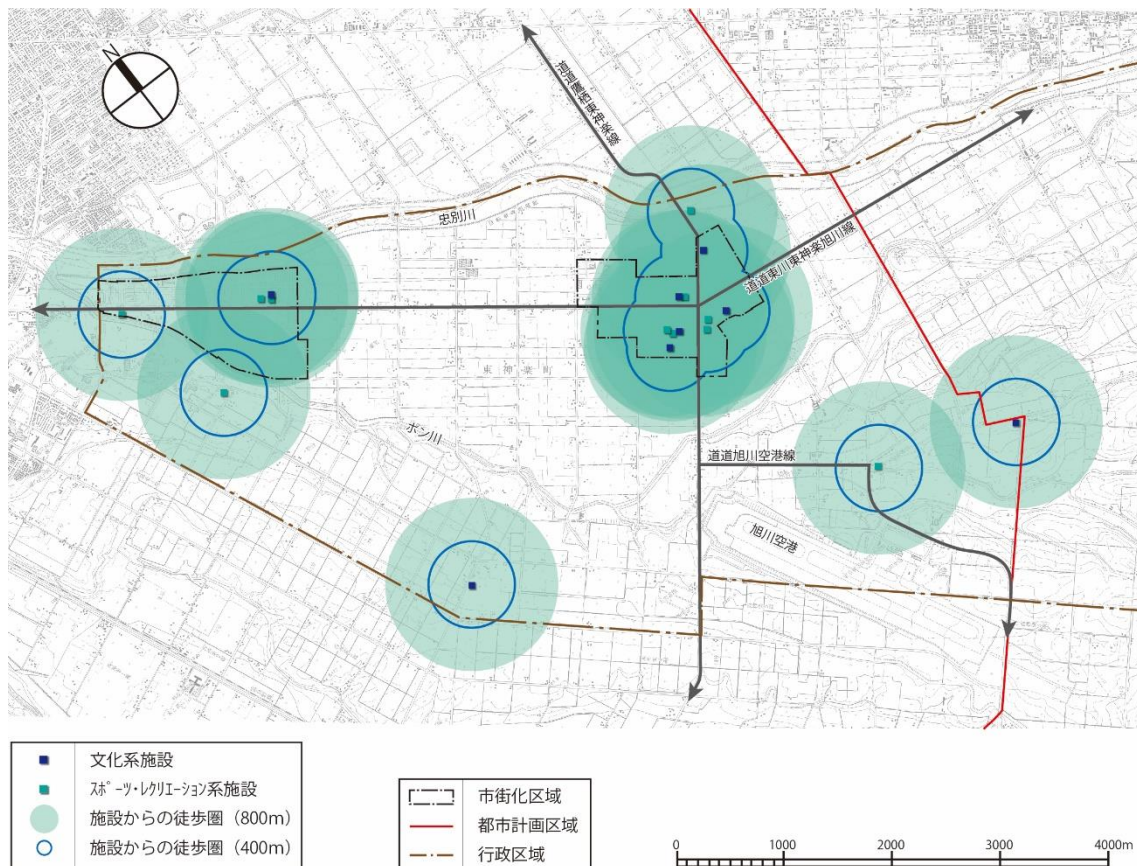 N
道道鷹栖東神楽線
忠別川
道道東川東神楽旭川線
東神楽町
ポン川
道道旭川空港線
旭川空港
文化系施設
スポーツ・レクリエーション系施設
施設からの徒歩圏（800m）
施設からの徒歩圏（400m）
市街化区域
都市計画区域
行政区域
0 1000 2000 3000 4000m